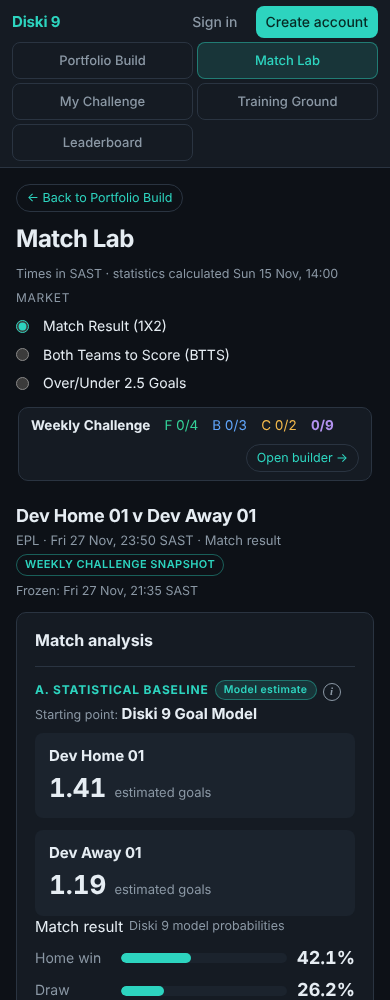 Diski 9
Sign in
Create account
Portfolio Build
Match Lab
My Challenge
Training Ground
Leaderboard
← Back to Portfolio Build
Match Lab
Times in SAST · statistics calculated Sun 15 Nov, 14:00
MARKET
Match Result (1X2)
Both Teams to Score (BTTS)
Over/Under 2.5 Goals
Weekly Challenge F 0/4 B 0/3 C 0/2 0/9
Open builder →
Dev Home 01 v Dev Away 01
EPL · Fri 27 Nov, 23:50 SAST · Match result
WEEKLY CHALLENGE SNAPSHOT
Frozen: Fri 27 Nov, 21:35 SAST
Match analysis
A. STATISTICAL BASELINE Model estimate i
Starting point: Diski 9 Goal Model
Dev Home 01
1.41 estimated goals
Dev Away 01
1.19 estimated goals
Match result Diski 9 model probabilities
Home win 42.1%
Draw 26.2%